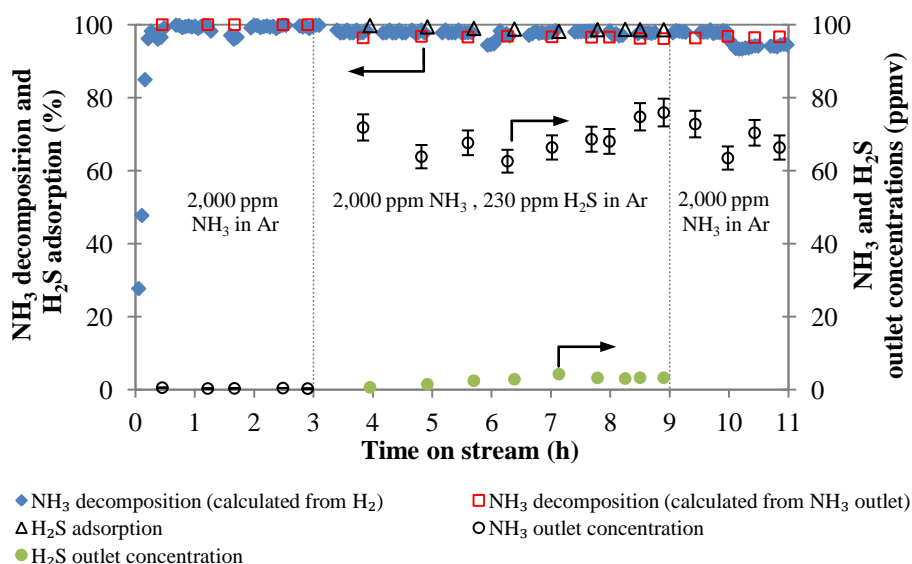 NH₃ decomposirion and
H₂S adsorption (%)
100
80
60
40
20
0
100
80
60
40
20
0
NH₃ and H₂S
outlet concentrations (ppmv)
2,000 ppm
NH₃ in Ar
2,000 ppm NH₃ , 230 ppm H₂S in Ar
2,000 ppm
NH₃ in Ar
0 1 2 3 4 5 6 7 8 9 10 11
Time on stream (h)
NH₃ decomposition (calculated from H₂)
NH₃ decomposition (calculated from NH₃ outlet)
H₂S adsorption
NH₃ outlet concentration
H₂S outlet concentration